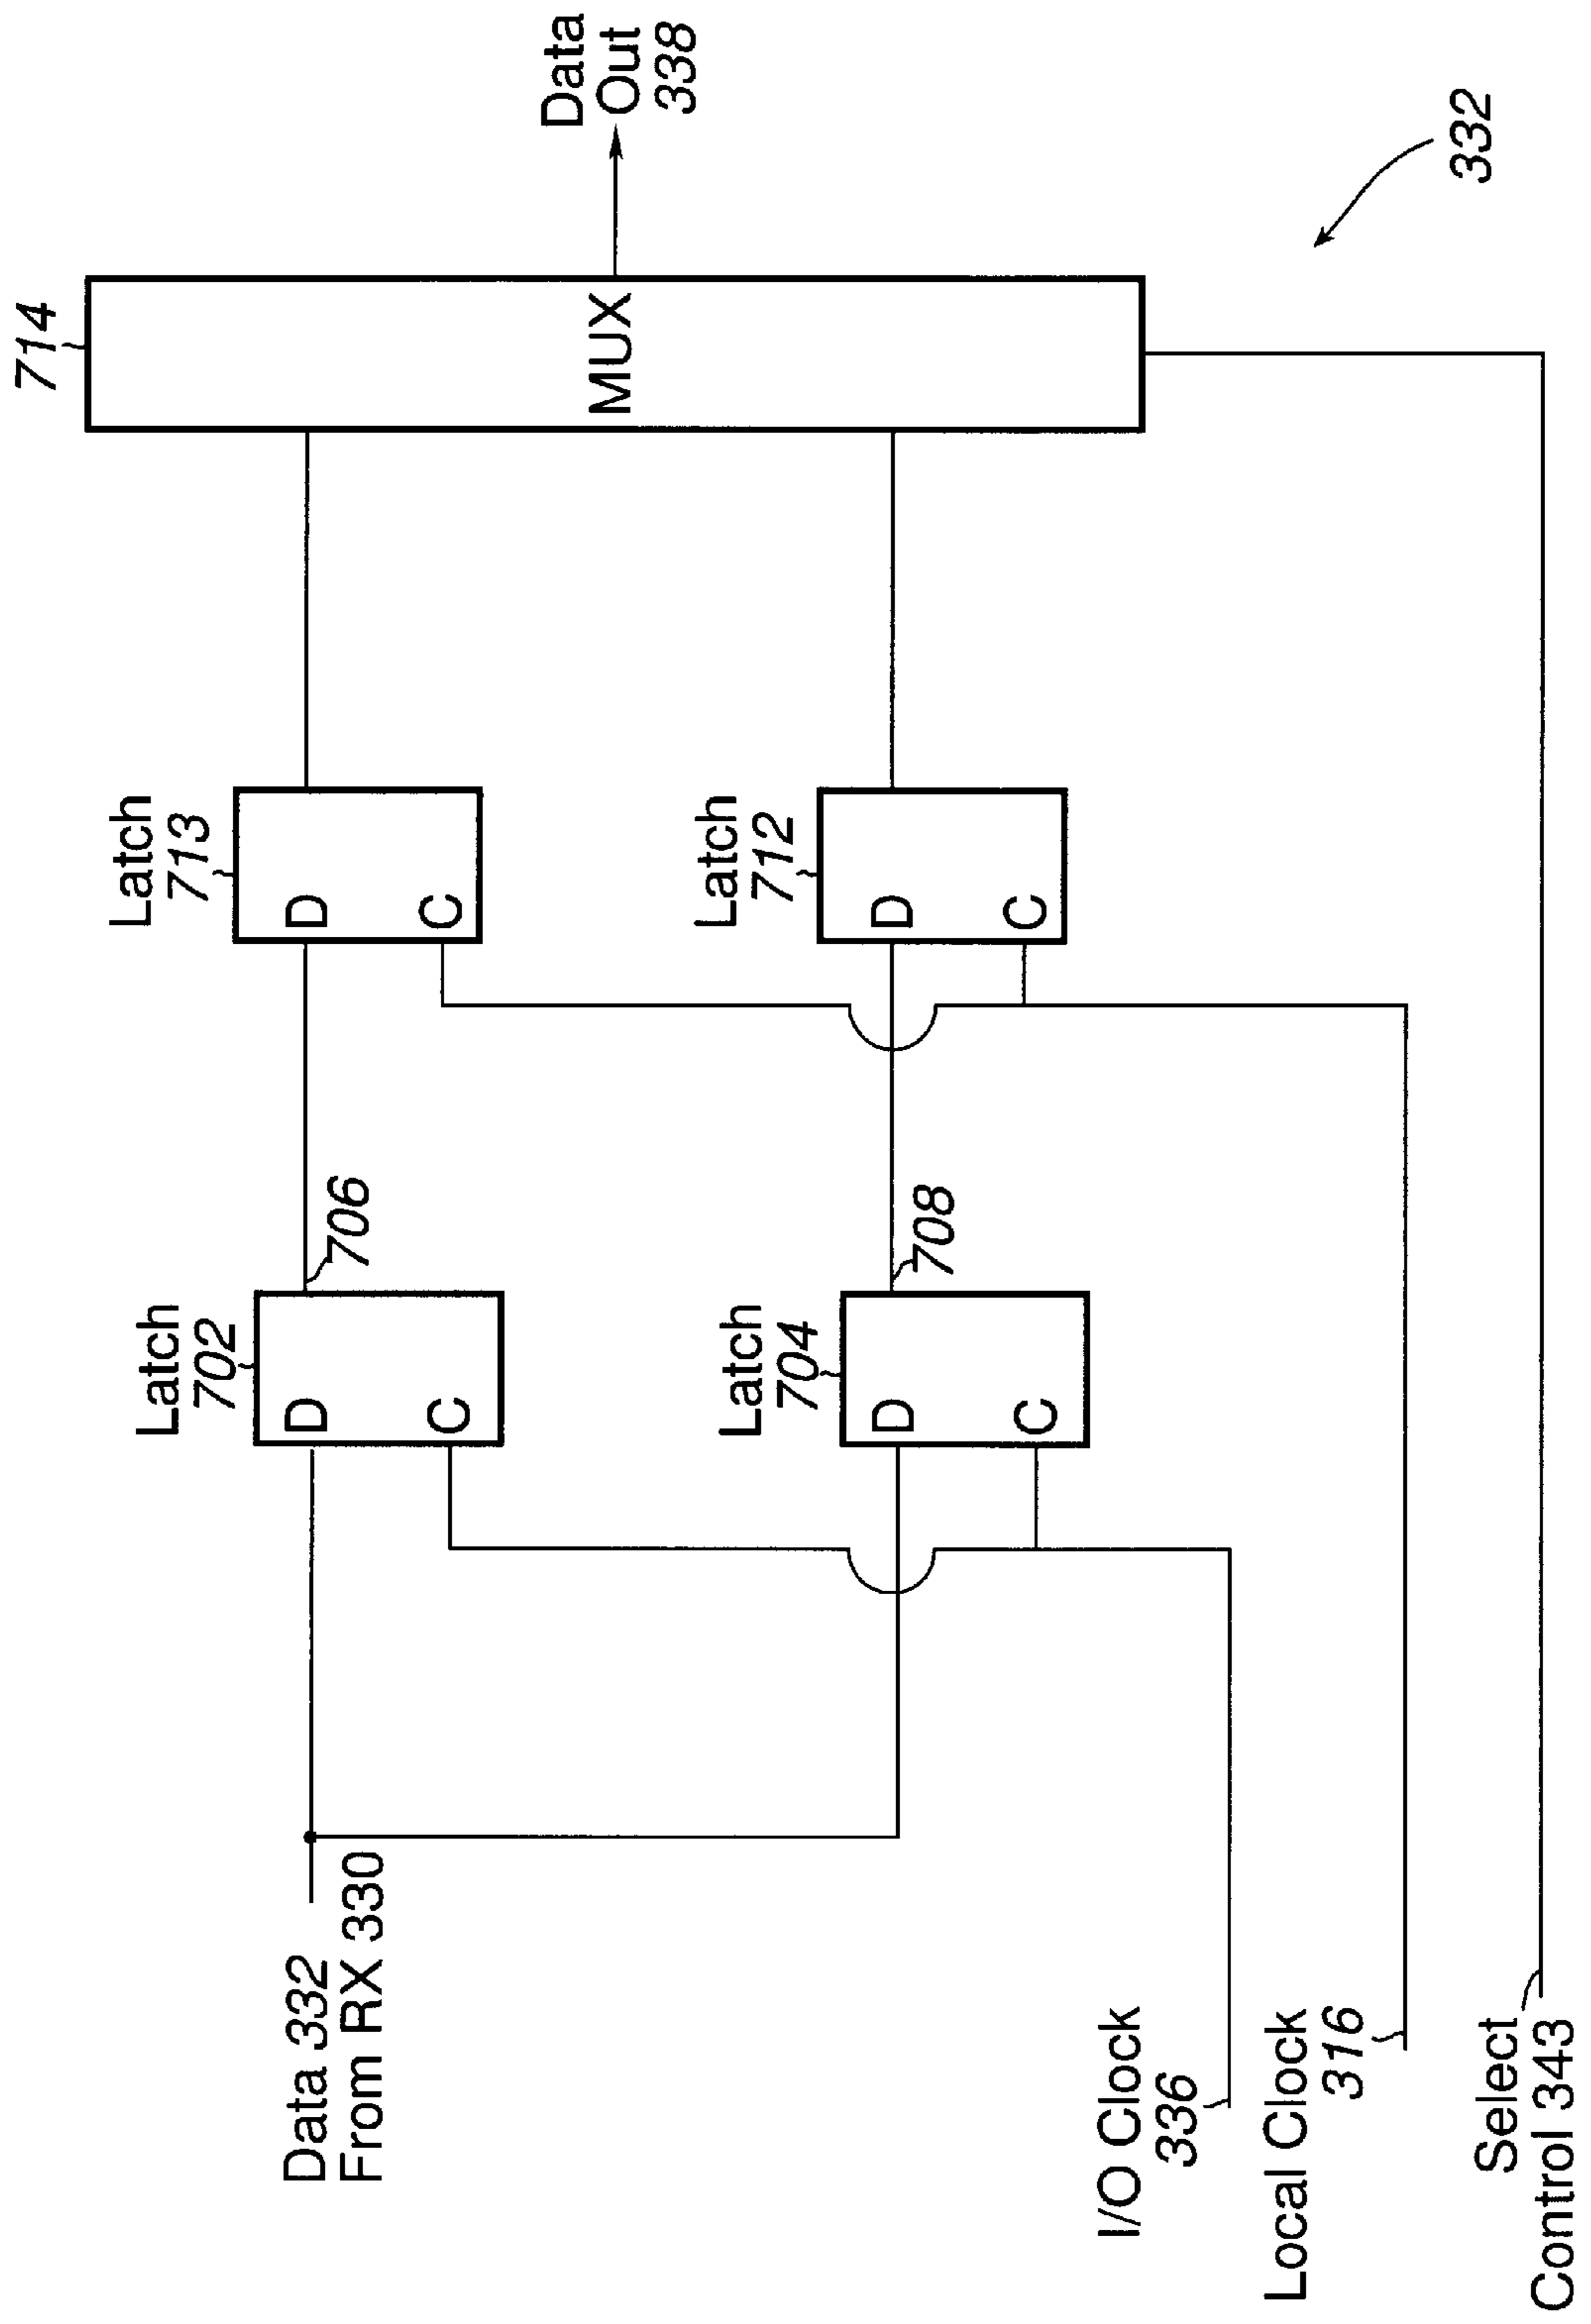 714
Data
Out
338
MUX
Latch
713
D
C
Latch
712
D
C
Latch
702
D
C
706
Latch
704
D
C
708
Data 332
From RX 330
I/O Clock
336
Local Clock
316
Select
Control 343
332